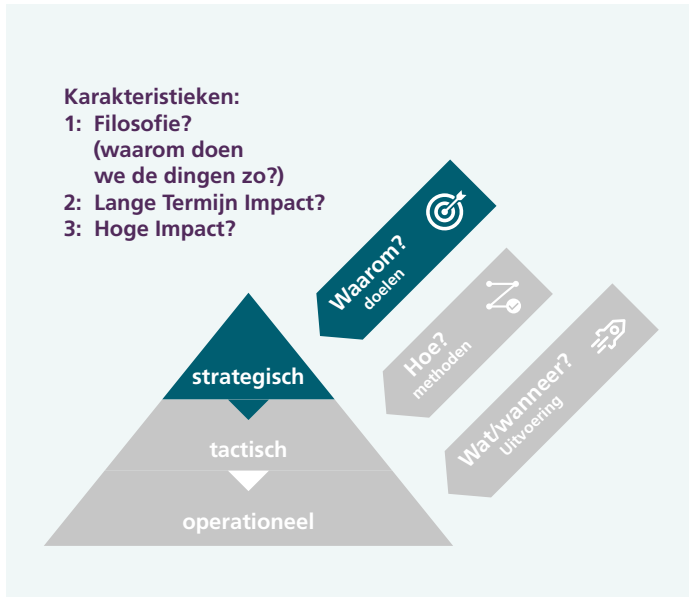 Karakteristieken:
1: Filosofie?
(waarom doen
we de dingen zo?)
2: Lange Termijn Impact?
3: Hoge Impact?
Waarom?
doelen
Hoe?
methoden
Wat/wanneer?
Uitvoering
strategisch
tactisch
operationeel